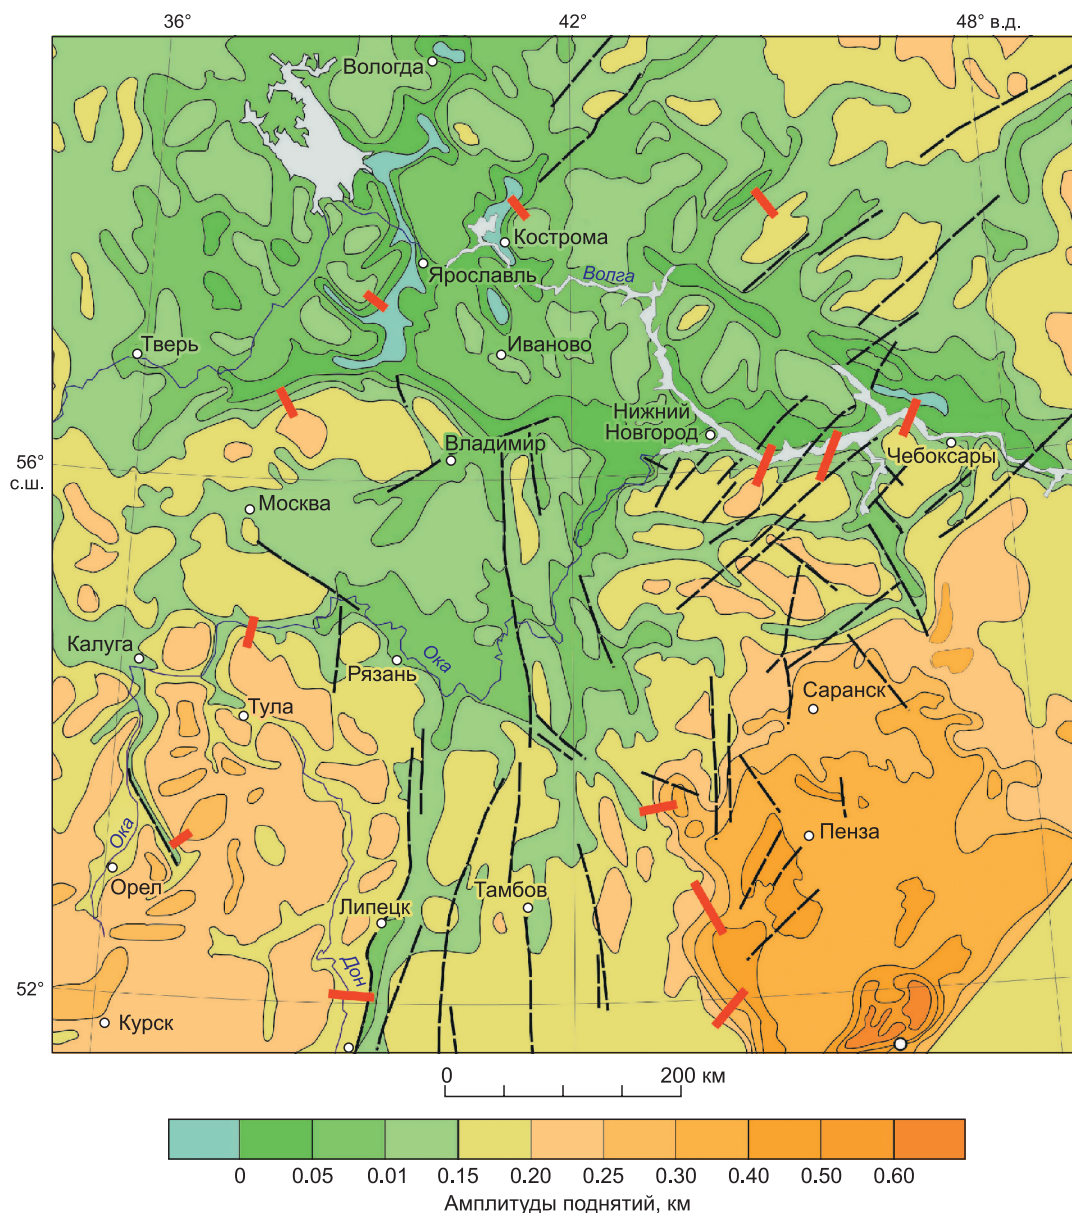 36° 42° 48° в.д.
Вологда
Кострома
Ярославль
Волга
Тверь
Иваново
Нижний
Новгород
Владимир
Чебоксары
56°
с.ш.
Москва
Калуга
Ока
Рязань
Саранск
Тула
Пенза
Ока
Орел
Тамбов
Липецк
Дон
52°
Курск
0 200 км
0 0.05 0.01 0.15 0.20 0.25 0.30 0.40 0.50 0.60
Амплитуды поднятий, км